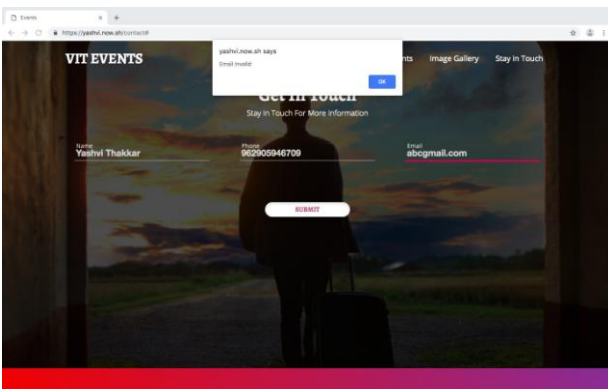 Events
https://yashvi.now.sh/contact#
VIT EVENTS
yashvi.now.sh says
Email Invalid
OK
nts
Image Gallery
Stay in Touch
Get In Touch
Stay In Touch For More Information
Name
Yashvi Thakkar
Phone
962905946709
Email
abcgmail.com
SUBMIT